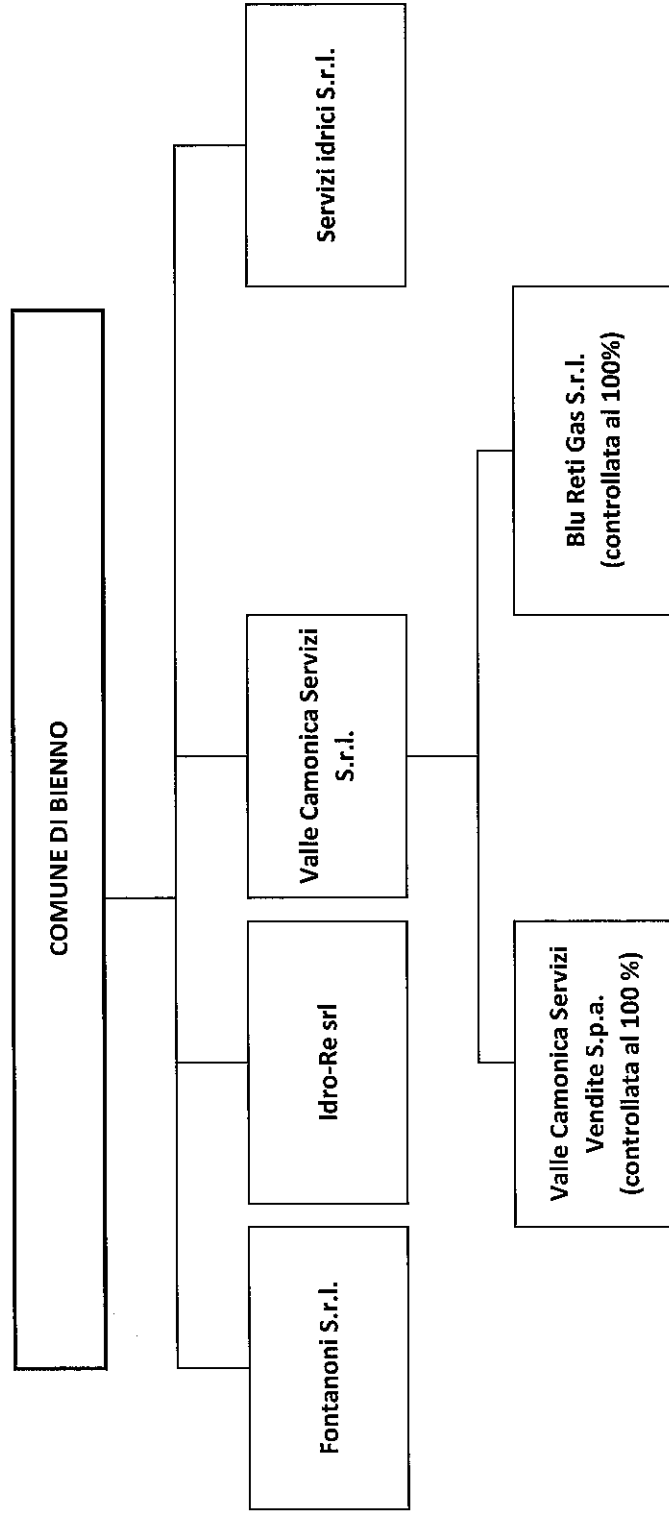 COMUNE DI BIENNO
Fontanoni S.r.l.
Idro-Re srl
Valle Camonica Servizi
S.r.l.
Servizi idrici S.r.l.
Valle Camonica Servizi
Vendite S.p.a.
(controllata al 100 %)
Blu Reti Gas S.r.l.
(controllata al 100%)